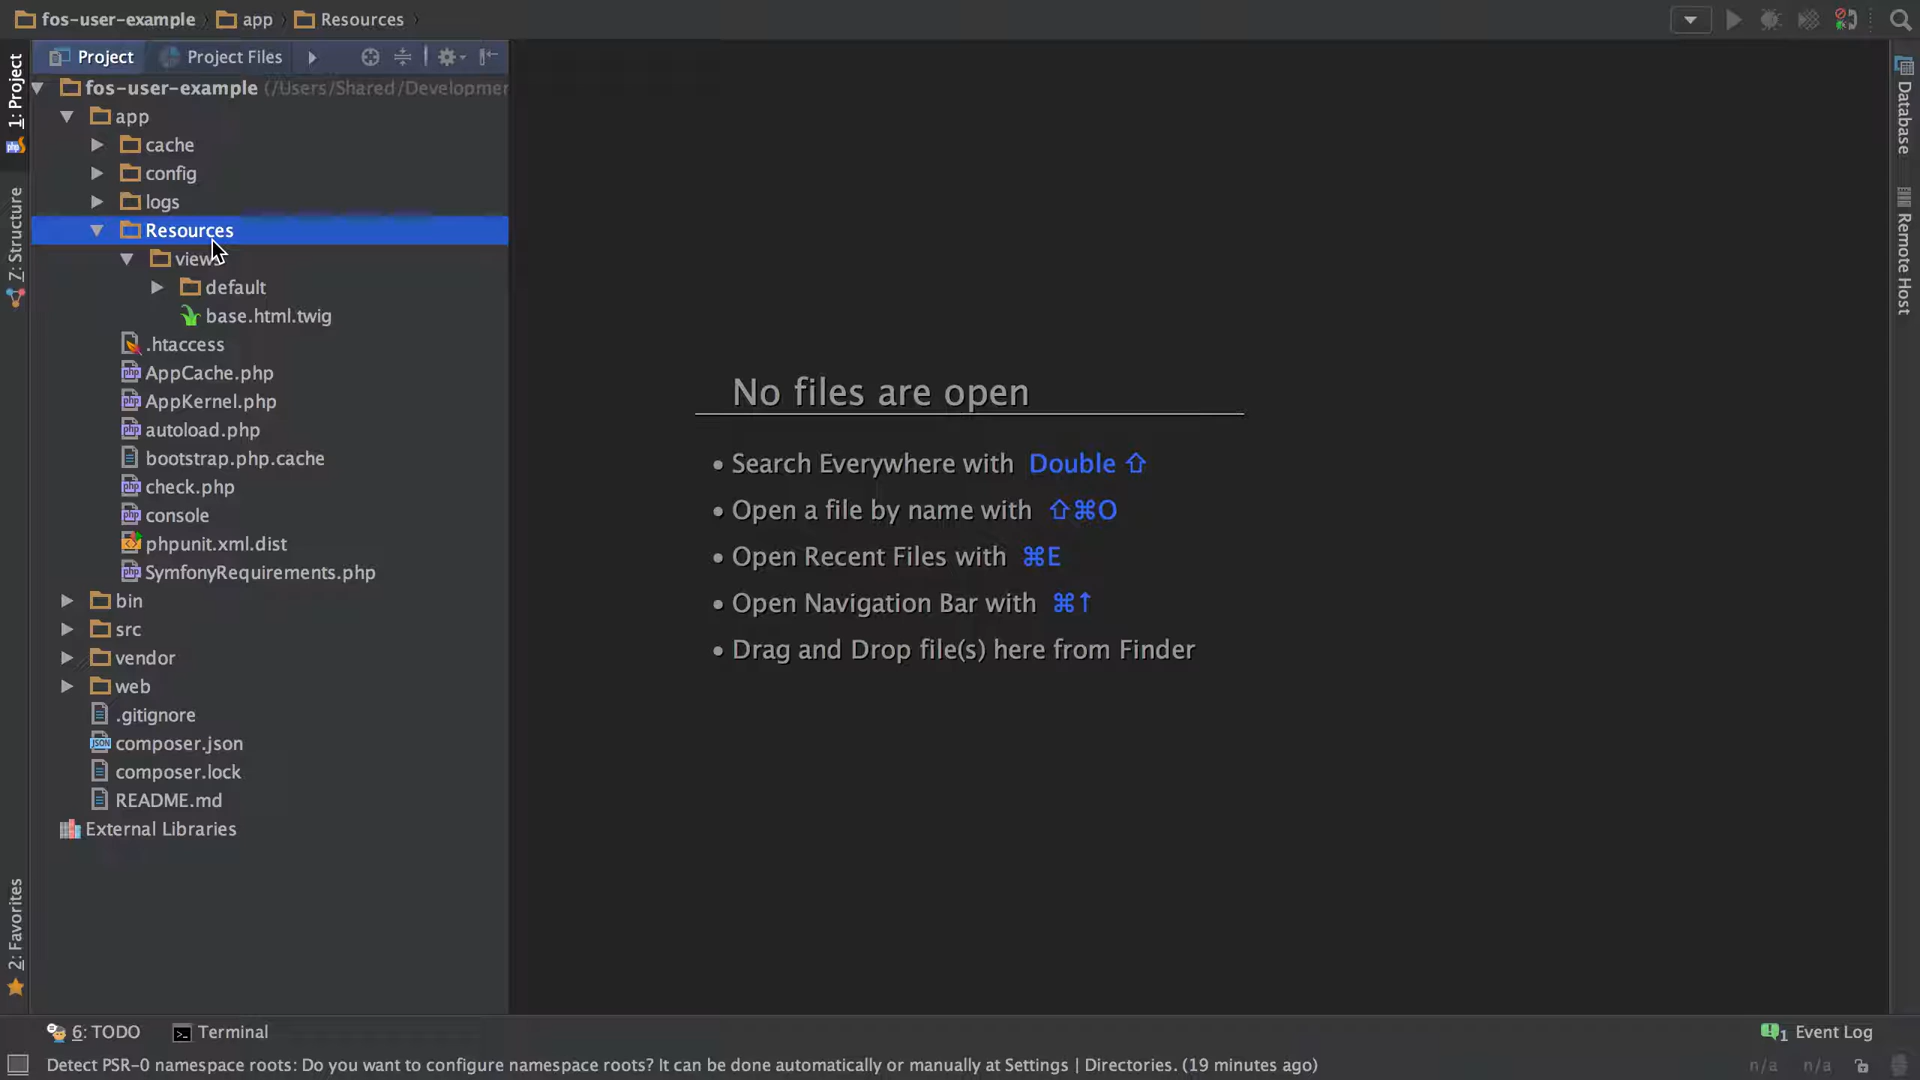 fos-user-example app Resources
Project Project Files
1: Project
fos-user-example (/Users/Shared/Developmer
app
cache
config
logs
Resources
views
default
base.html.twig
.htaccess
AppCache.php
AppKernel.php
autoload.php
bootstrap.php.cache
check.php
console
phpunit.xml.dist
SymfonyRequirements.php
bin
src
vendor
web
.gitignore
composer.json
composer.lock
README.md
External Libraries
7: Structure
2: Favorites
No files are open
• Search Everywhere with Double ⇧
• Open a file by name with ⇧⌘O
• Open Recent Files with ⌘E
• Open Navigation Bar with ⌘↑
• Drag and Drop file(s) here from Finder
Database
Remote Host
6: TODO Terminal
1 Event Log
Detect PSR-0 namespace roots: Do you want to configure namespace roots? It can be done automatically or manually at Settings | Directories. (19 minutes ago)
n/a n/a